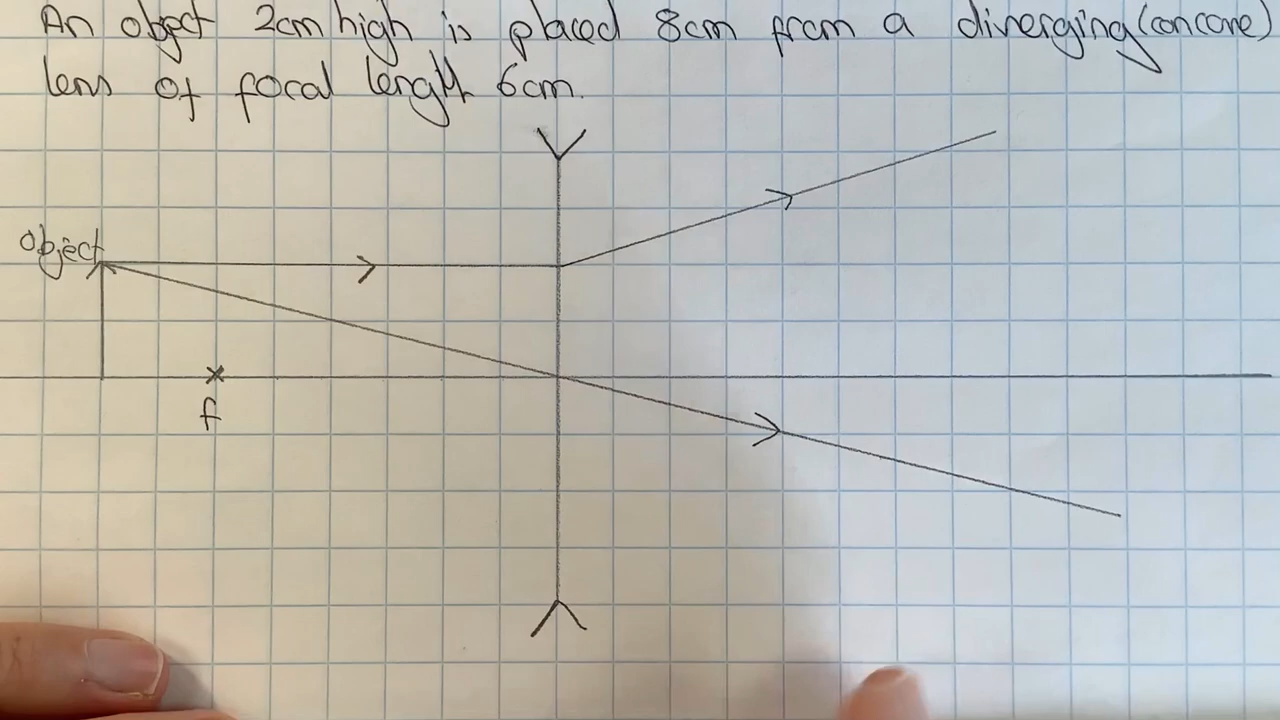 An object 2cm high is placed 8cm from a diverging (concave)
lens of focal length 6cm.
object
f